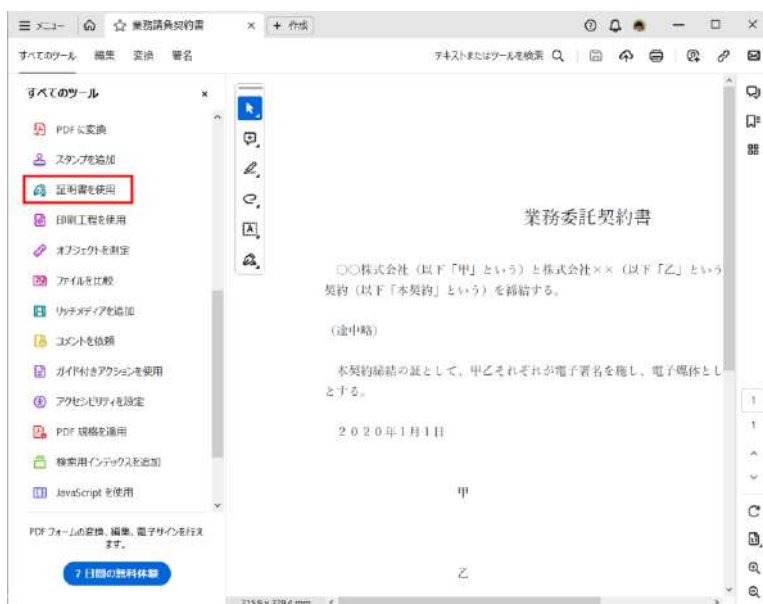 メニュー
業務請負契約書
+ 作成
すべてのツール 編集 変換 署名
テキストまたはツールを検索
すべてのツール
PDF に変換
スタンプを追加
証明書を使用
印刷工程を使用
オブジェクトを測定
ファイルを比較
リッチメディアを追加
コメントを依頼
ガイド付きアクションを使用
アクセシビリティを設定
PDF 規格を適用
検索用インデックスを追加
JavaScript を使用
PDF フォームの変換、編集、電子サインを行えます。
7 日間の無料体験
業務委託契約書
○○株式会社（以下「甲」という）と株式会社××（以下「乙」という
契約（以下「本契約」という）を締結する。
（途中略）
本契約締結の証として、甲乙それぞれが電子署名を施し、電子媒体とし
とする。
２０２０年１月１日
甲
乙
1
1